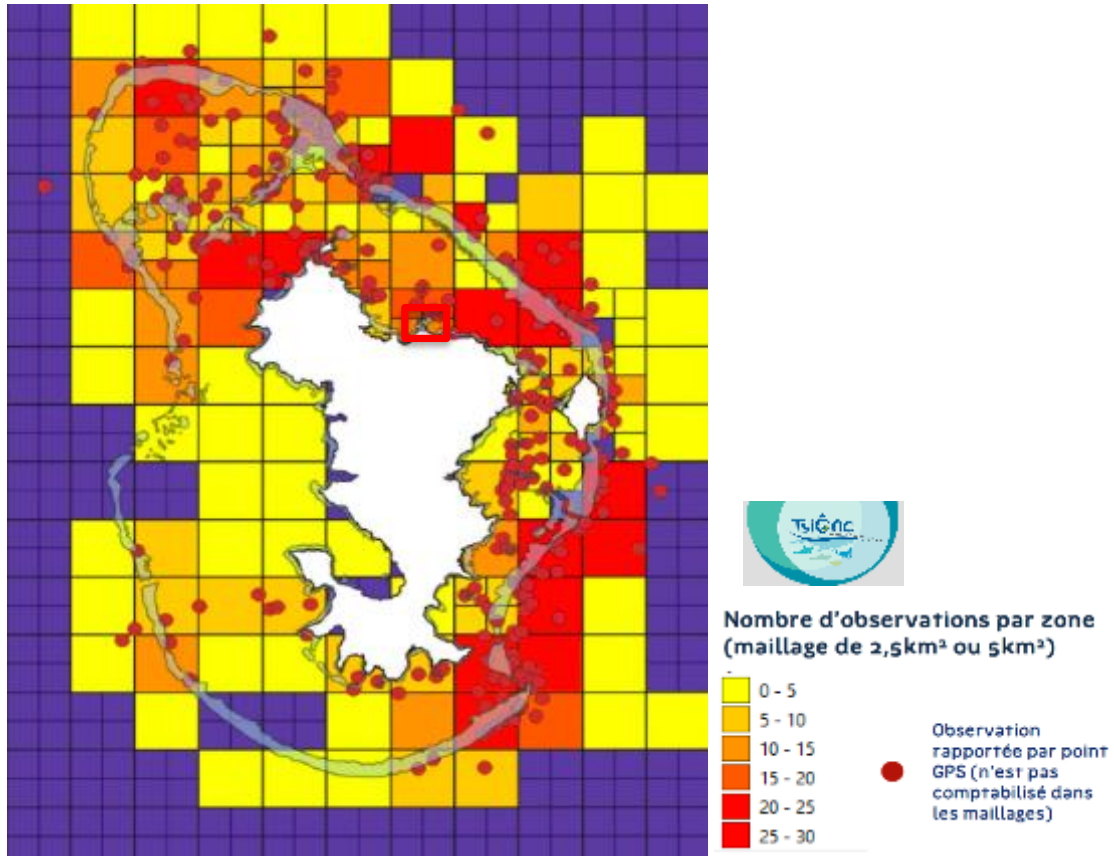 TsiÔno
Nombre d'observations par zone
(maillage de 2,5km² ou 5km²)
0 - 5
5 - 10
10 - 15
15 - 20
20 - 25
25 - 30
Observation
rapportée par point
GPS (n'est pas
comptabilisé dans
les maillages)